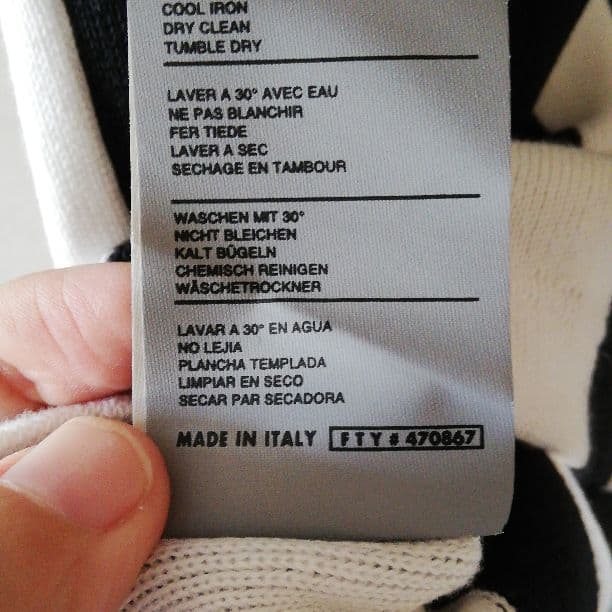 COOL IRON
DRY CLEAN
TUMBLE DRY
LAVER A 30° AVEC EAU
NE PAS BLANCHIR
FER TIEDE
LAVER A SEC
SECHAGE EN TAMBOUR
WASCHEN MIT 30°
NICHT BLEICHEN
KALT BÜGELN
CHEMISCH REINIGEN
WÄSCHETROCKNER
LAVAR A 30° EN AGUA
NO LEJIA
PLANCHA TEMPLADA
LIMPIAR EN SECO
SECAR PAR SECADORA
MADE IN ITALY FTY # 470867